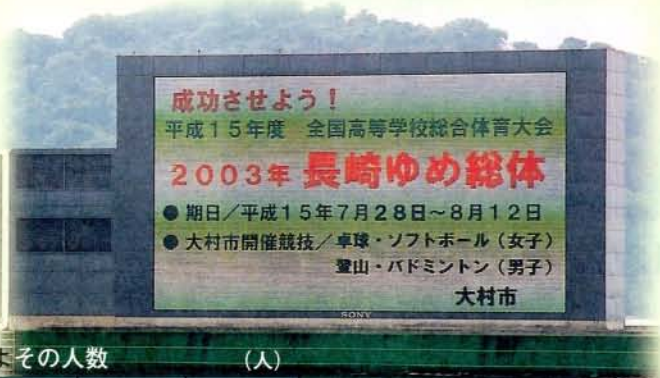 成功させよう！
平成15年度　全国高等学校総合体育大会
2003年 長崎ゆめ総体
● 期日／平成15年7月28日～8月12日
● 大村市開催競技／卓球・ソフトボール（女子）
登山・バドミントン（男子）
大村市
SONY
その人数　（人）